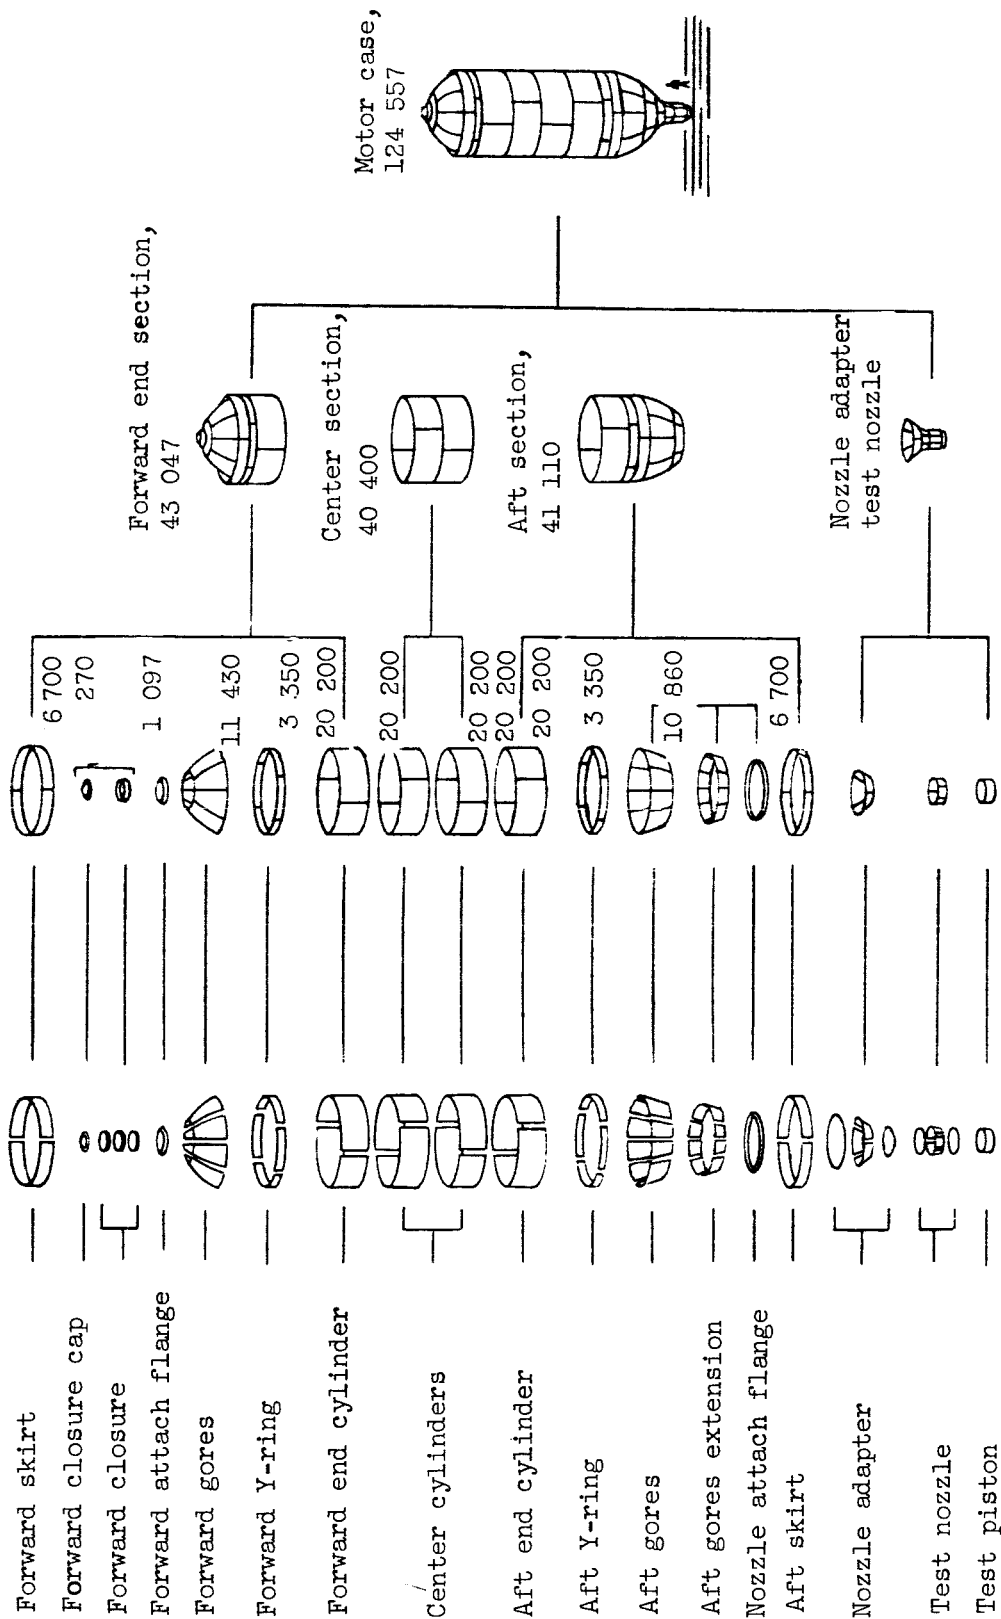 Forward skirt
Forward closure cap
Forward closure
Forward attach flange
Forward gores
Forward Y-ring
Forward end cylinder
Center cylinders
Aft end cylinder
Aft Y-ring
Aft gores
Aft gores extension
Nozzle attach flange
Aft skirt
Nozzle adapter
Test nozzle
Test piston
6 700
270
1 097
11 430
3 350
20 200
20 200
20 200
20 200
20 200
3 350
10 860
6 700
Forward end section,
43 047
Center section,
40 400
Aft section,
41 110
Nozzle adapter
test nozzle
Motor case,
124 557